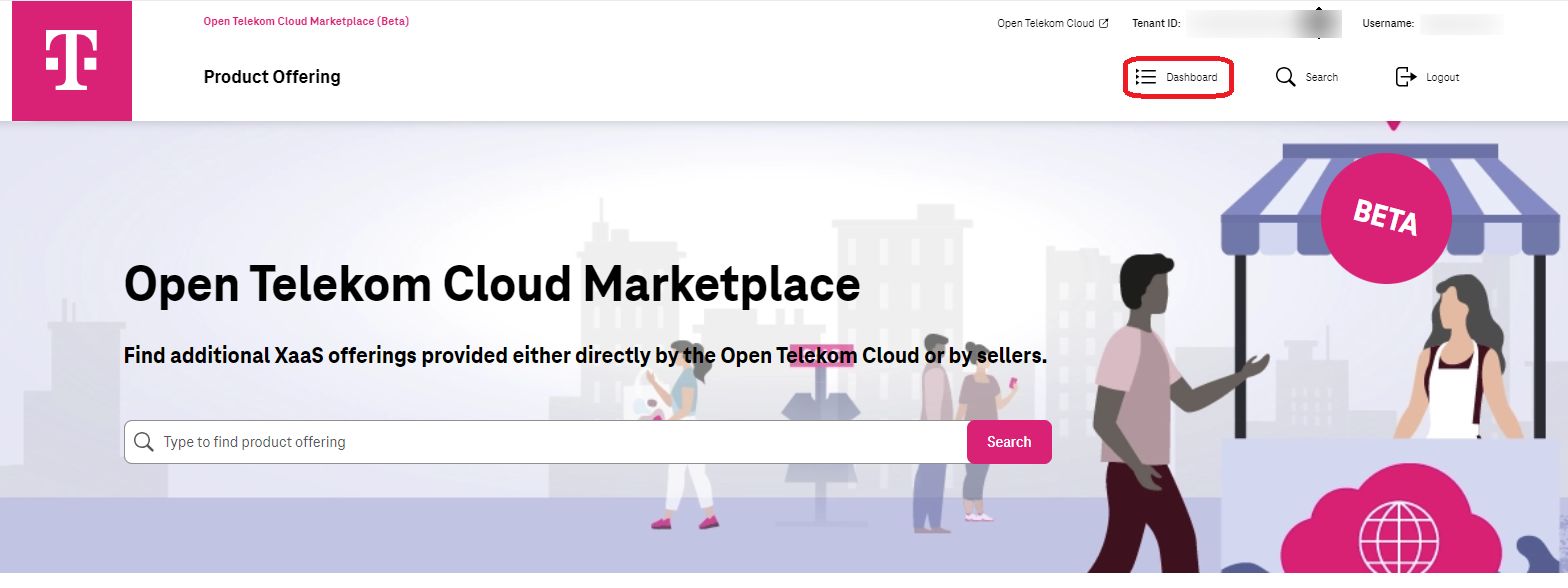 Open Telekom Cloud Marketplace (Beta)
Open Telekom Cloud Tenant ID: Username:
Product Offering
Dashboard Search Logout
BETA
Open Telekom Cloud Marketplace
Find additional XaaS offerings provided either directly by the Open Telekom Cloud or by sellers.
Type to find product offering Search